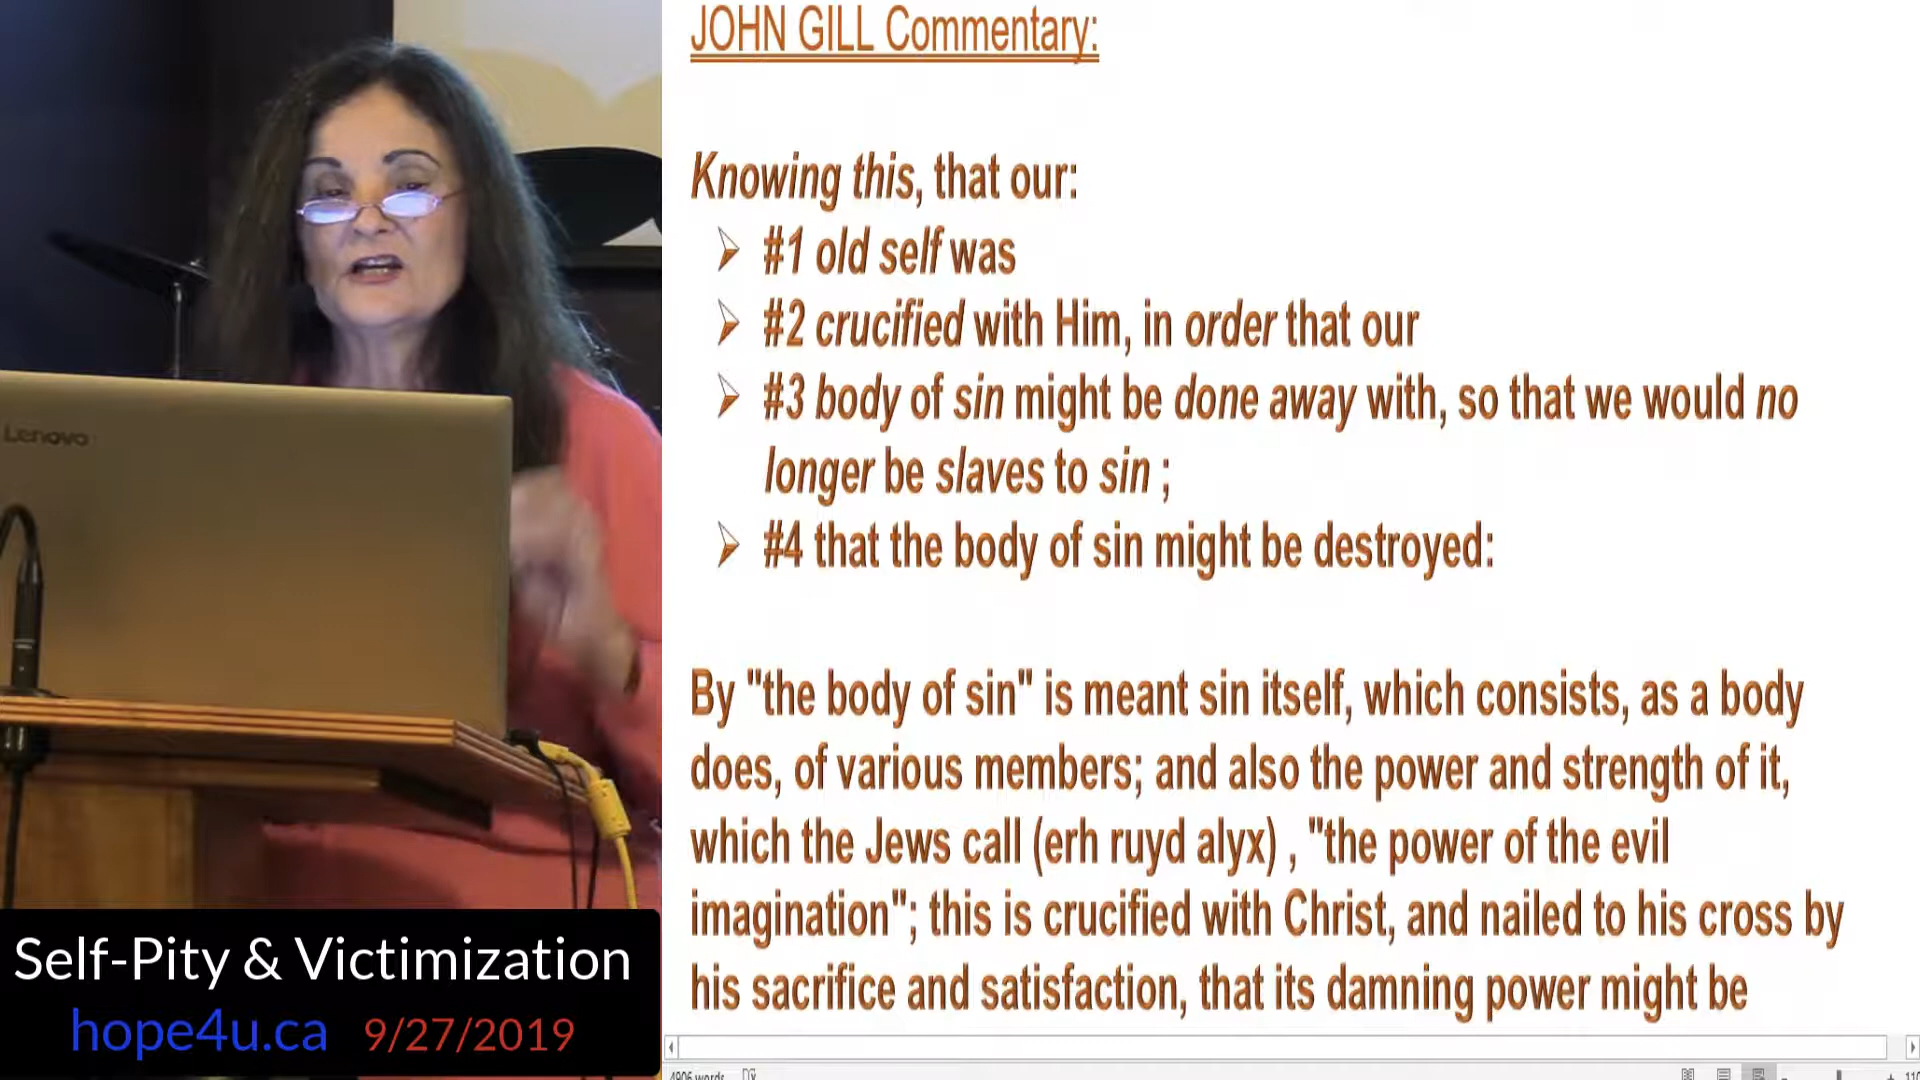 JOHN GILL Commentary:
Knowing this, that our:
#1 old self was
#2 crucified with Him, in order that our
#3 body of sin might be done away with, so that we would no
longer be slaves to sin ;
#4 that the body of sin might be destroyed:
By "the body of sin" is meant sin itself, which consists, as a body
does, of various members; and also the power and strength of it,
which the Jews call (erh ruyd alyx) , "the power of the evil
imagination"; this is crucified with Christ, and nailed to his cross by
his sacrifice and satisfaction, that its damning power might be
Lenovo
Self-Pity & Victimization
hope4u.ca 9/27/2019
4906 words